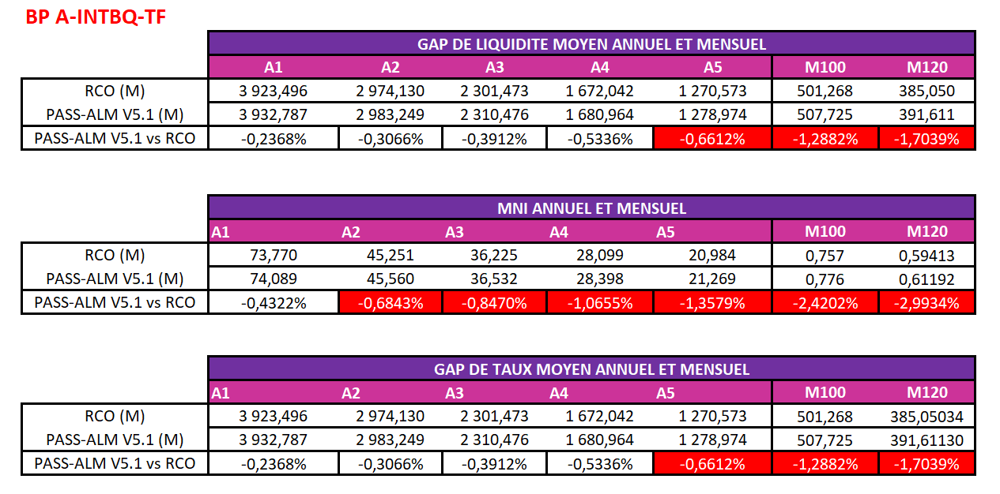 BP A-INTBQ-TF
GAP DE LIQUIDITE MOYEN ANNUEL ET MENSUEL
A1 A2 A3 A4 A5 M100 M120
RCO (M) 3 923,496 2 974,130 2 301,473 1 672,042 1 270,573 501,268 385,050
PASS-ALM V5.1 (M) 3 932,787 2 983,249 2 310,476 1 680,964 1 278,974 507,725 391,611
PASS-ALM V5.1 vs RCO -0,2368% -0,3066% -0,3912% -0,5336% -0,6612% -1,2882% -1,7039%
MNI ANNUEL ET MENSUEL
A1 A2 A3 A4 A5 M100 M120
RCO (M) 73,770 45,251 36,225 28,099 20,984 0,757 0,59413
PASS-ALM V5.1 (M) 74,089 45,560 36,532 28,398 21,269 0,776 0,61192
PASS-ALM V5.1 vs RCO -0,4322% -0,6843% -0,8470% -1,0655% -1,3579% -2,4202% -2,9934%
GAP DE TAUX MOYEN ANNUEL ET MENSUEL
A1 A2 A3 A4 A5 M100 M120
RCO (M) 3 923,496 2 974,130 2 301,473 1 672,042 1 270,573 501,268 385,05034
PASS-ALM V5.1 (M) 3 932,787 2 983,249 2 310,476 1 680,964 1 278,974 507,725 391,61130
PASS-ALM V5.1 vs RCO -0,2368% -0,3066% -0,3912% -0,5336% -0,6612% -1,2882% -1,7039%